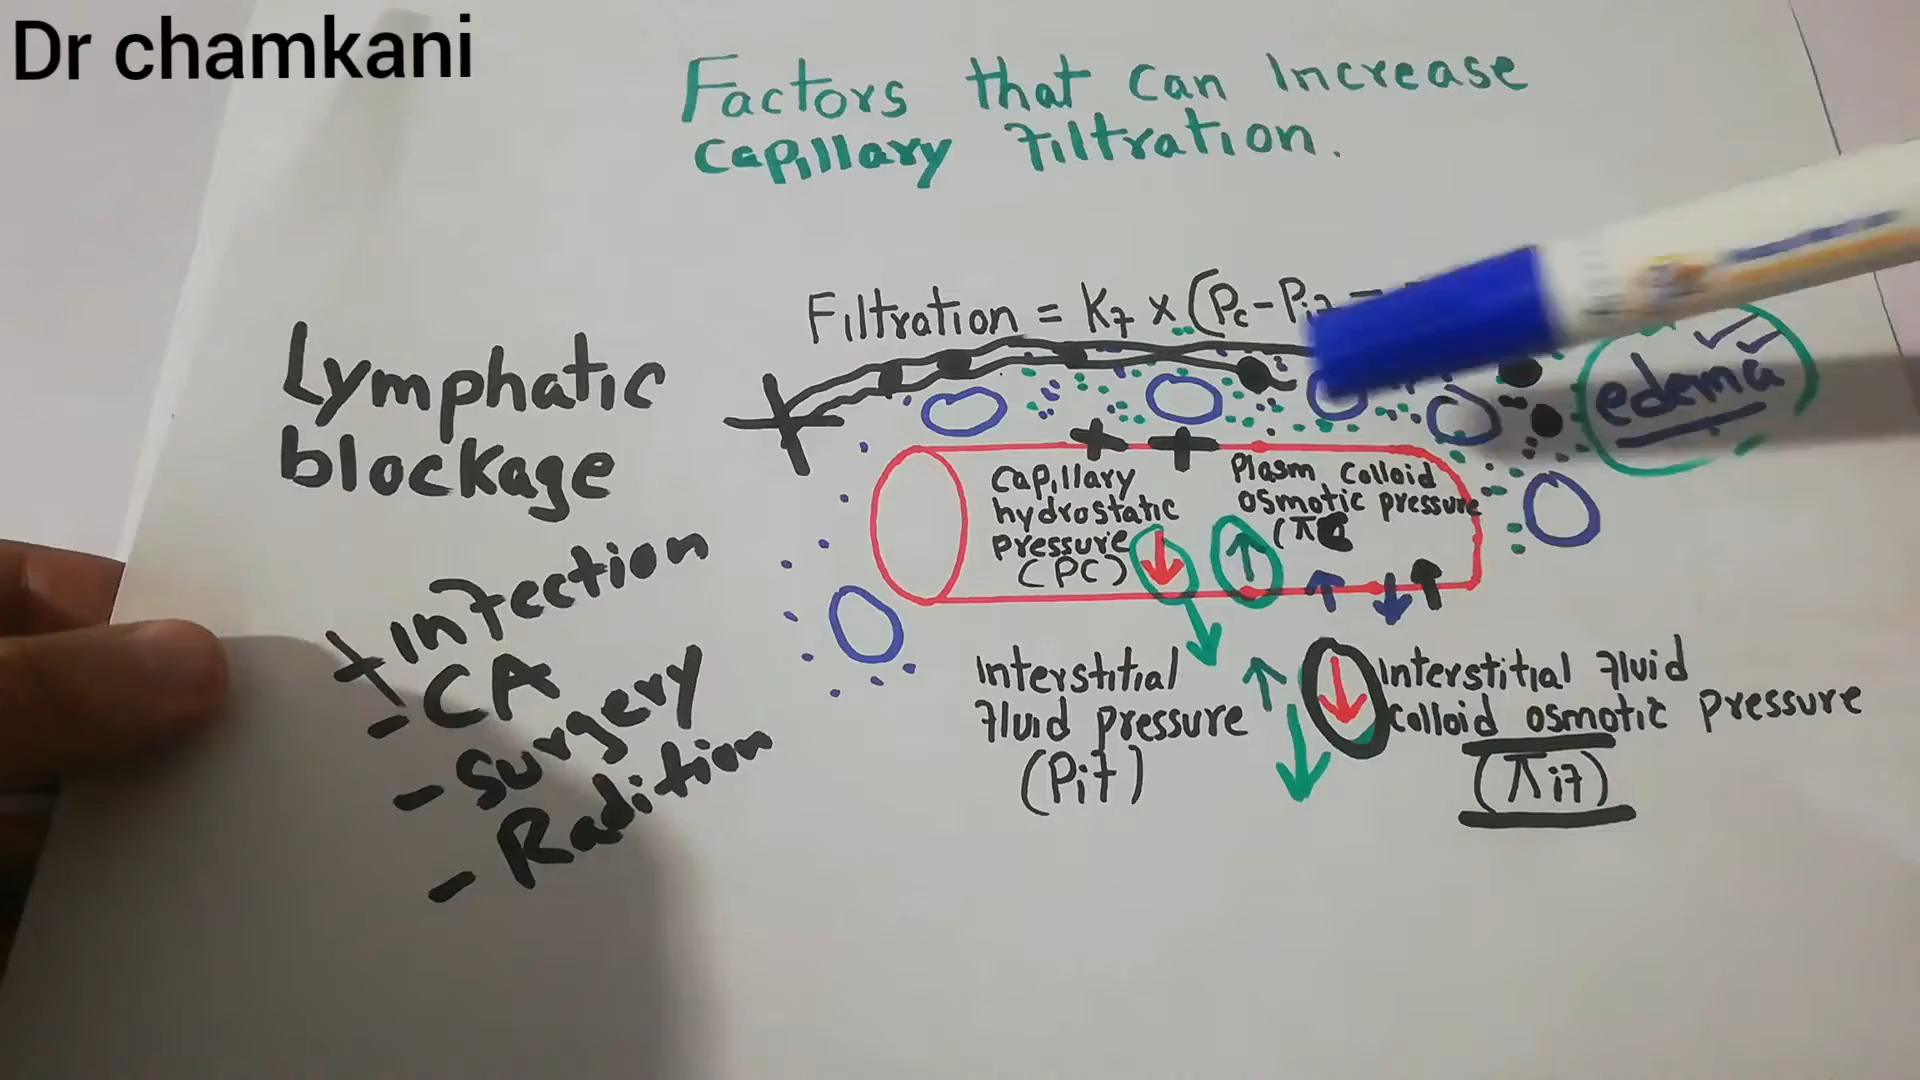 Dr chamkani
Factors that can Increase
capillary filtration.
Filtration = Kf x (Pc - Pif -
Lymphatic
blockage
edema
capillary
hydrostatic
pressure
(PC)
Plasm colloid
osmotic pressure
Infection
- CA
- Surgery
- Radition
Interstitial
fluid pressure
(Pif)
Interstitial fluid
colloid osmotic pressure
(πif)